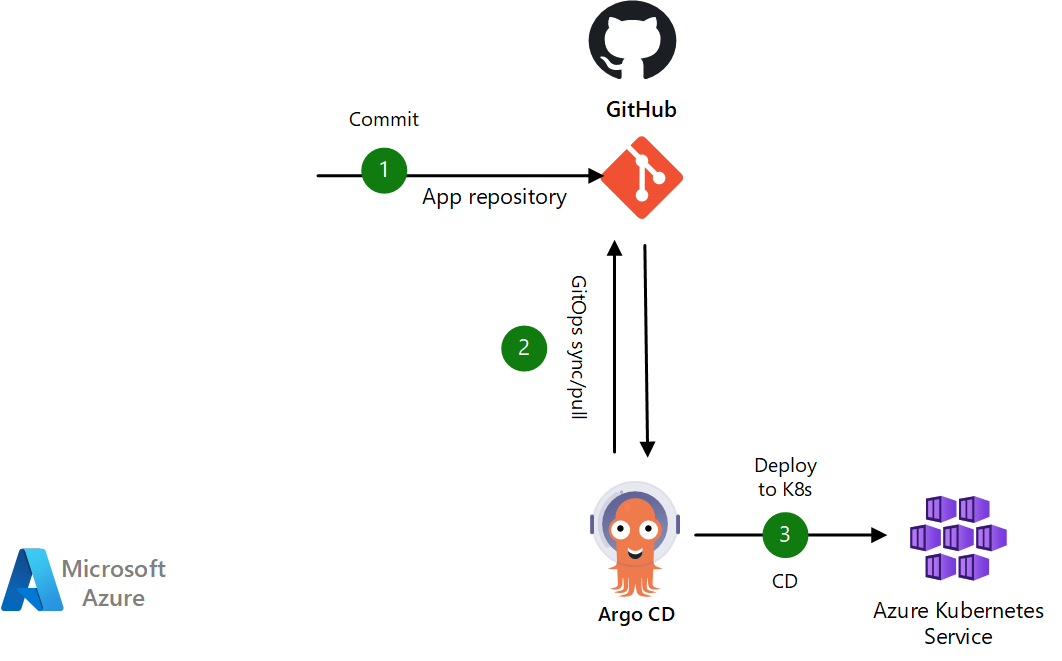 GitHub
Commit
1
App repository
GitOps sync/pull
2
Deploy
to K8s
3
CD
Argo CD
Azure Kubernetes
Service
Microsoft
Azure